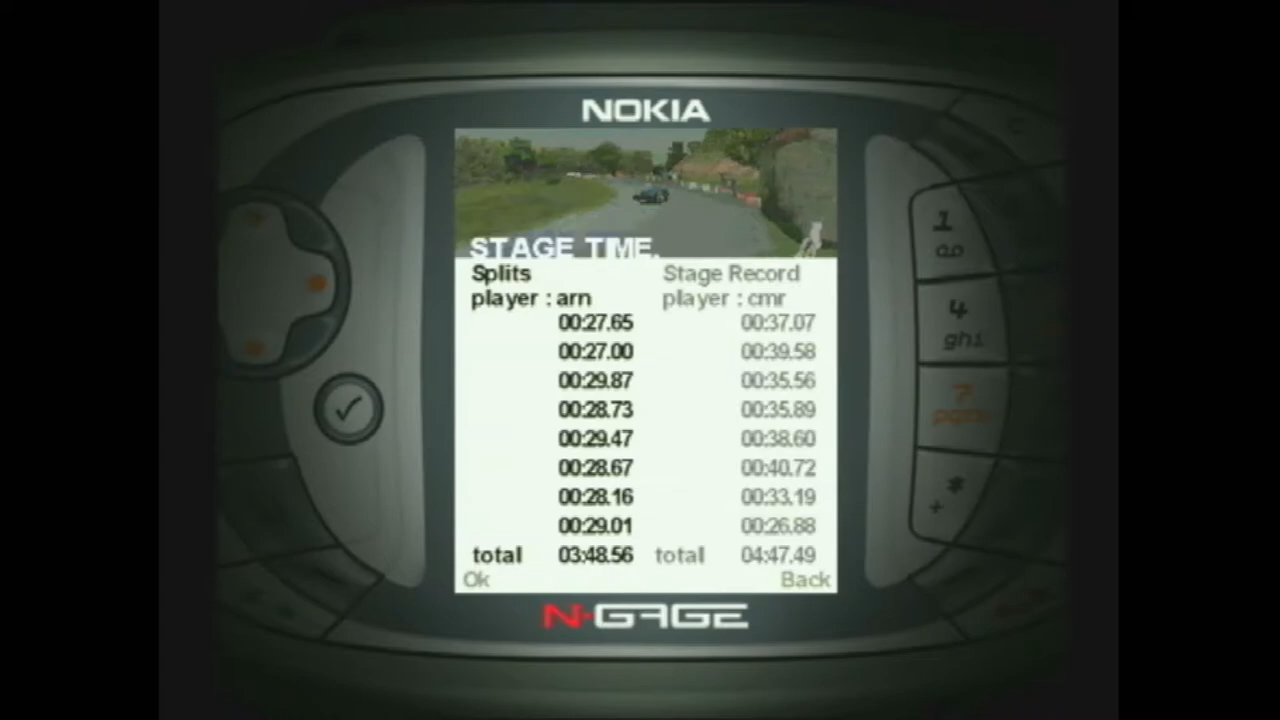 NOKIA
STAGE TIME.
Splits Stage Record
player : arn player : cmr
00:27.65 00:37.07
00:27.00 00:39.58
00:29.87 00:35.56
00:28.73 00:35.89
00:29.47 00:38.60
00:28.67 00:40.72
00:28.16 00:33.19
00:29.01 00:26.88
total 03:48.56 total 04:47.49
Ok Back
N-GAGE
1
4
ghi
7
pqrs
*
+